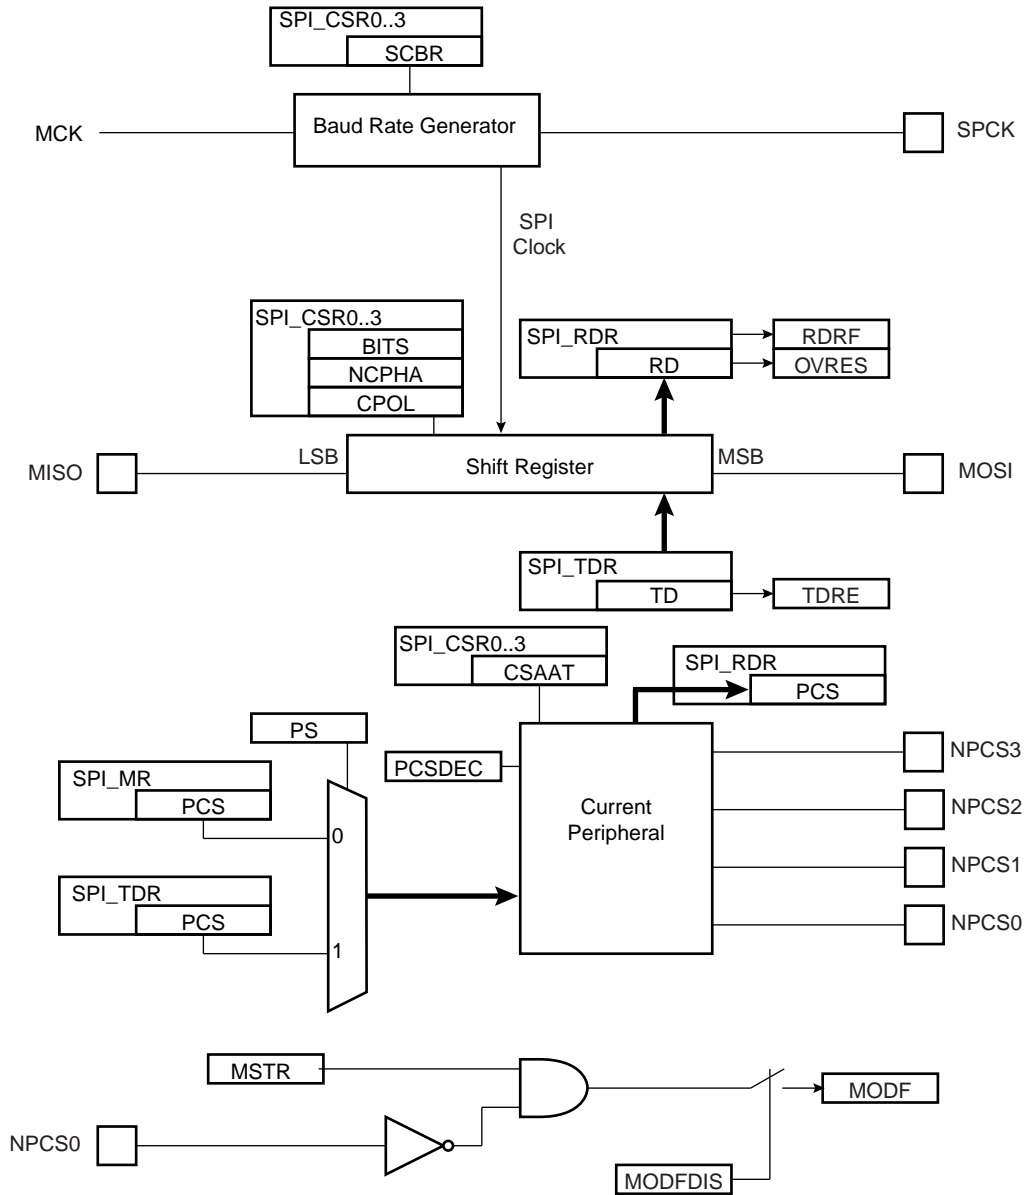 SPI_CSR0..3
SCBR
MCK
Baud Rate Generator
SPCK
SPI
Clock
SPI_CSR0..3
BITS
NCPHA
CPOL
SPI_RDR
RD
RDRF
OVRES
MISO
LSB
Shift Register
MSB
MOSI
SPI_TDR
TD
TDRE
SPI_CSR0..3
CSAAT
SPI_RDR
PCS
PS
PCSDEC
Current
Peripheral
NPCS3
NPCS2
NPCS1
NPCS0
SPI_MR
PCS
0
SPI_TDR
PCS
1
MSTR
MODF
NPCS0
MODFDIS